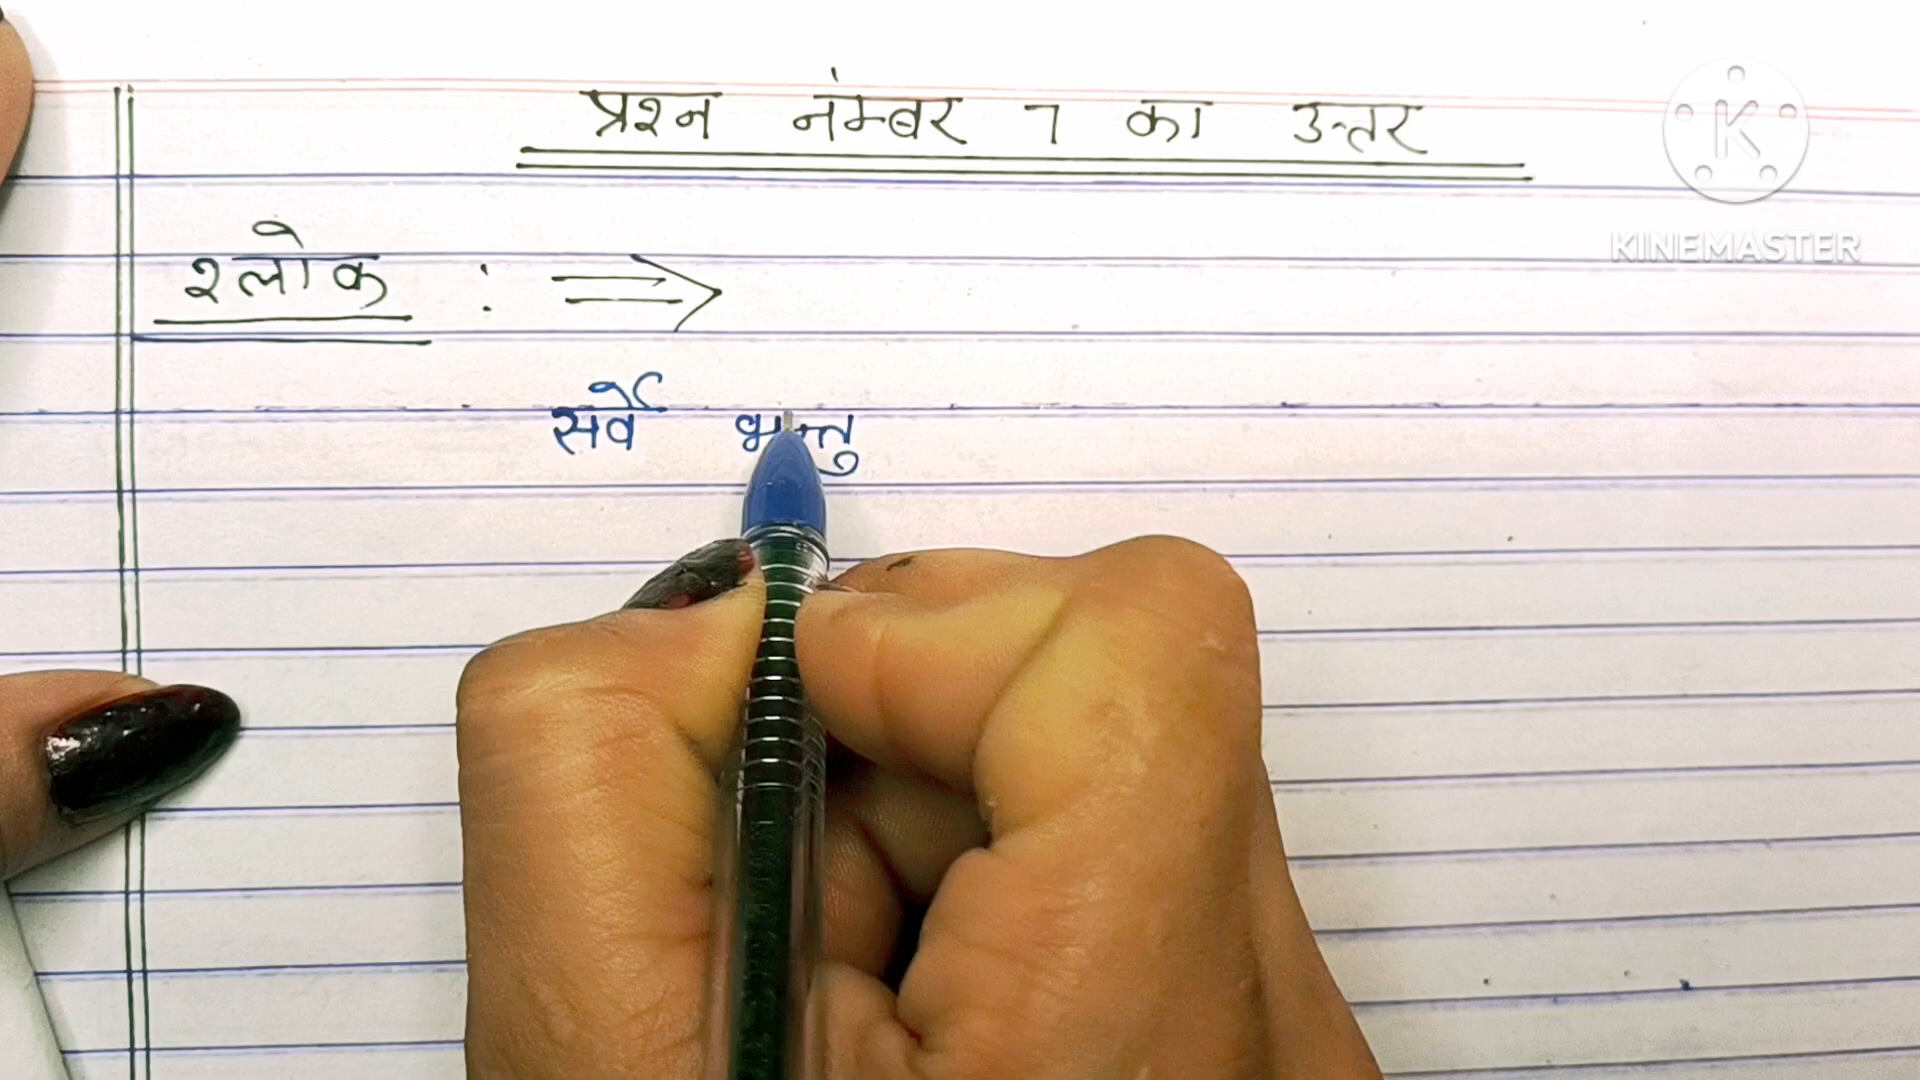 प्रश्न नंम्बर 7 का उत्तर
श्लोक : ⇒
सर्वे
K
KINEMASTER